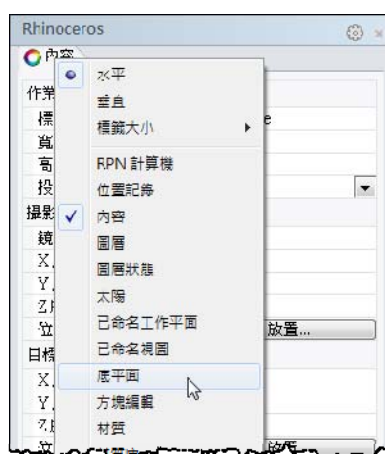 Rhinoceros
內容
水平
作業
垂直
標
標籤大小
e
寬
高
RPN 計算機
投
位置記錄
攝影
內容
鏡
圖層
X
圖層狀態
Y
太陽
Z
已命名工作平面
放置...
目標
已命名視圖
X
底平面
Y
方塊編輯
Z
材質